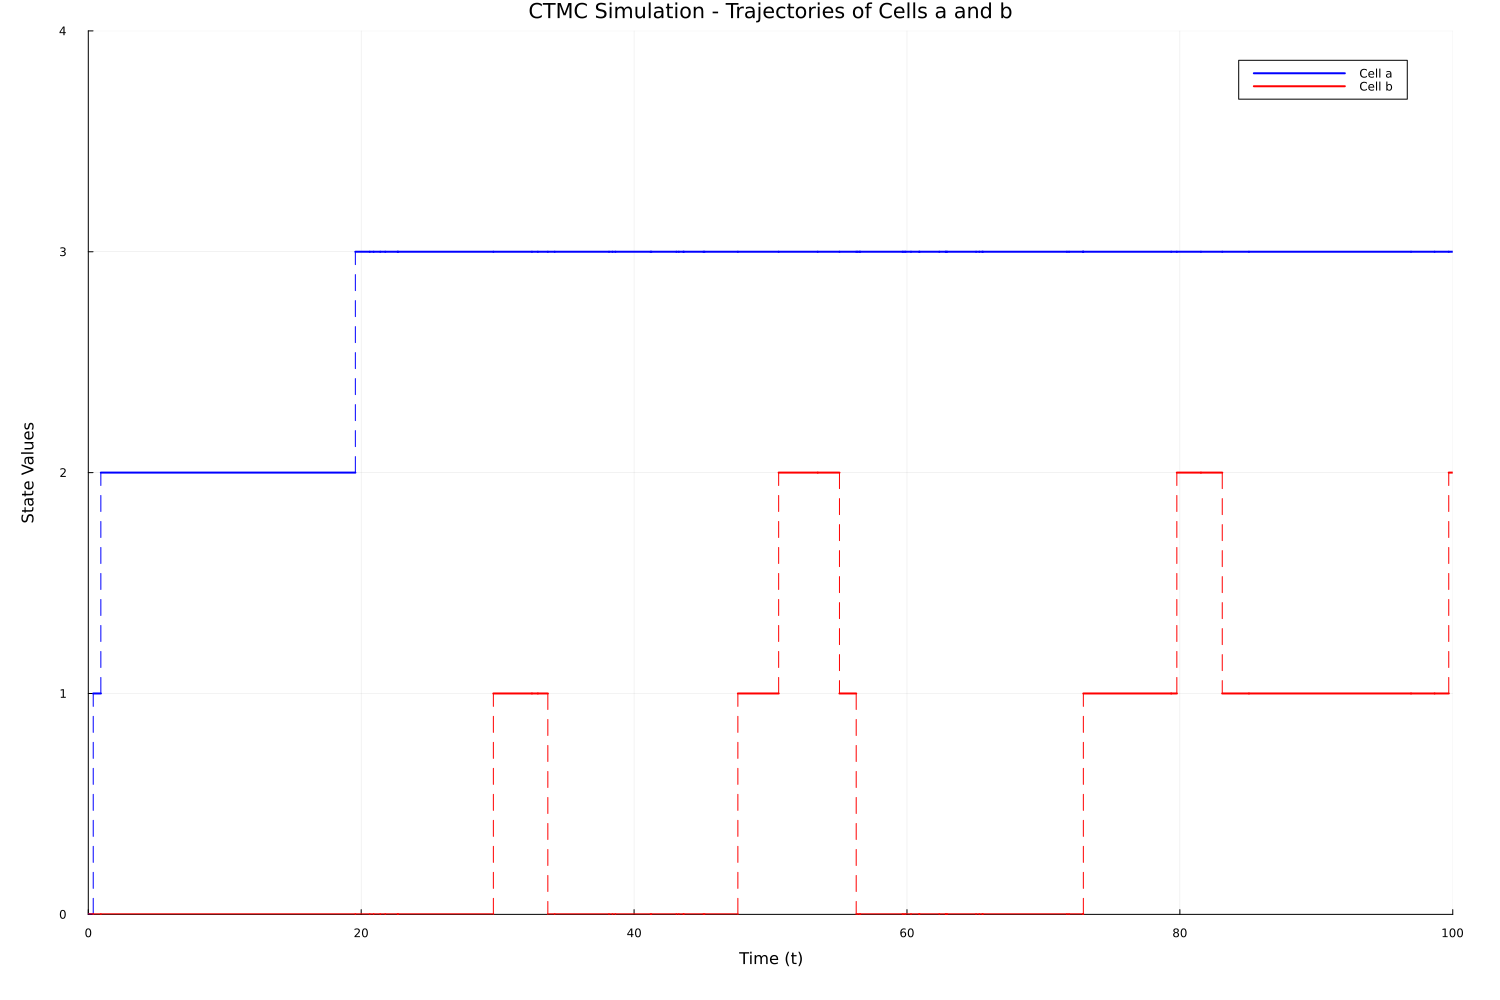 CTMC Simulation - Trajectories of Cells a and b
4
Cell a
Cell b
3
State Values
2
1
0
0 20 40 60 80 100
Time (t)